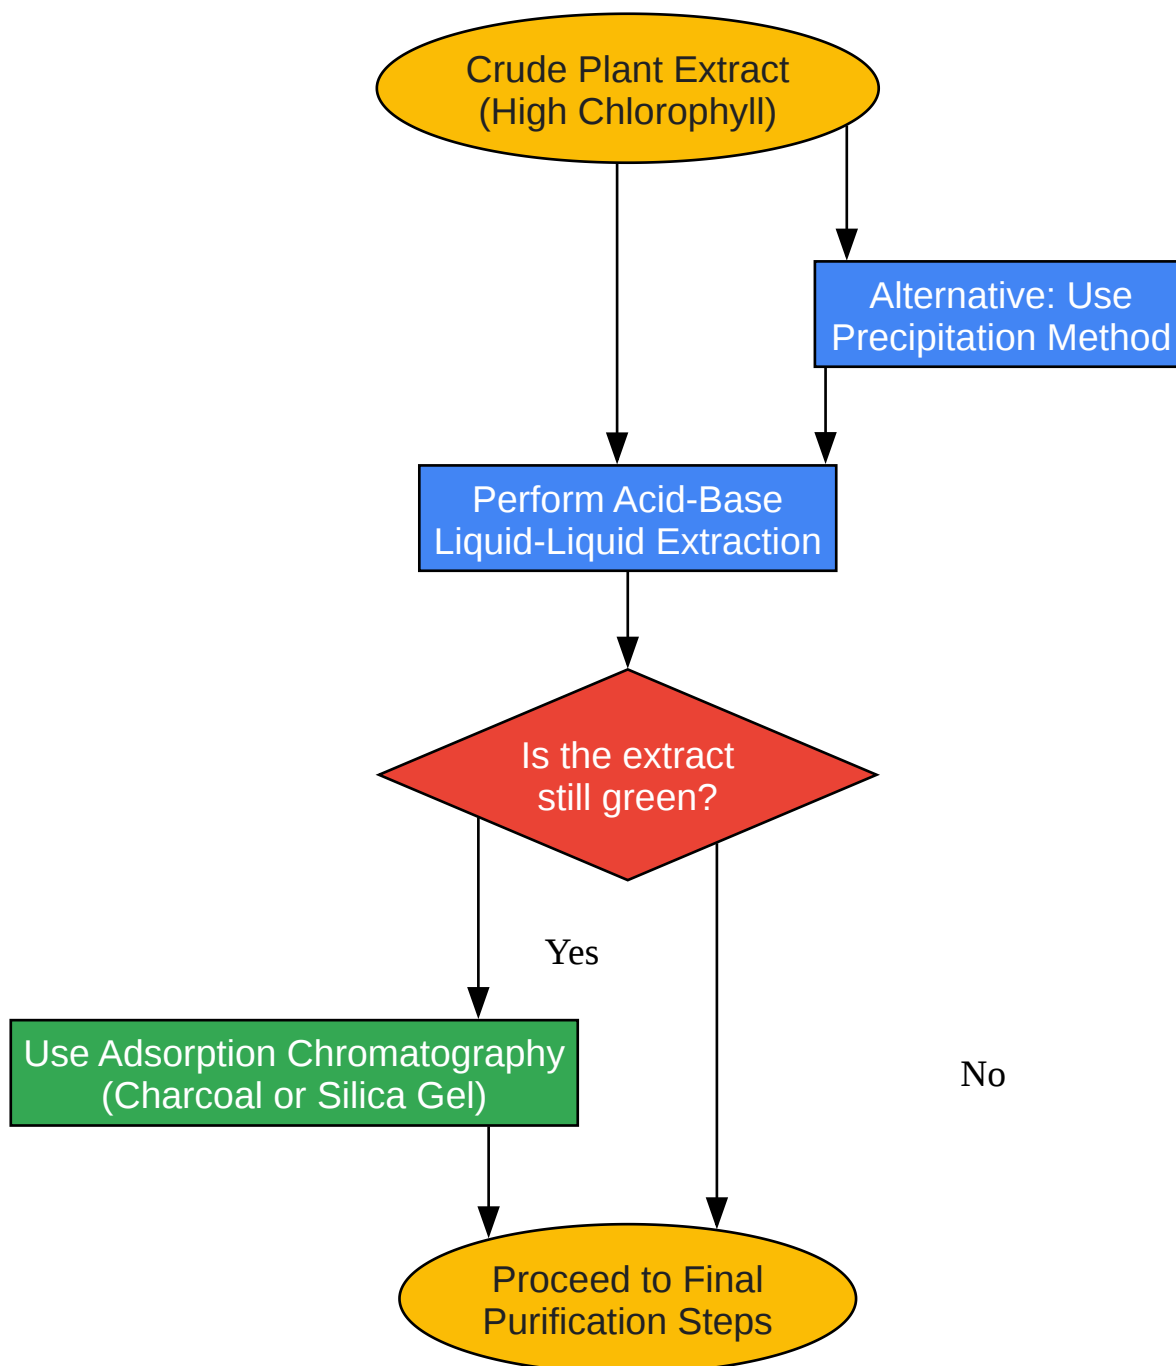 Crude Plant Extract
(High Chlorophyll)
Alternative: Use
Precipitation Method
Perform Acid-Base
Liquid-Liquid Extraction
Is the extract
still green?
Yes
Use Adsorption Chromatography
(Charcoal or Silica Gel)
No
Proceed to Final
Purification Steps